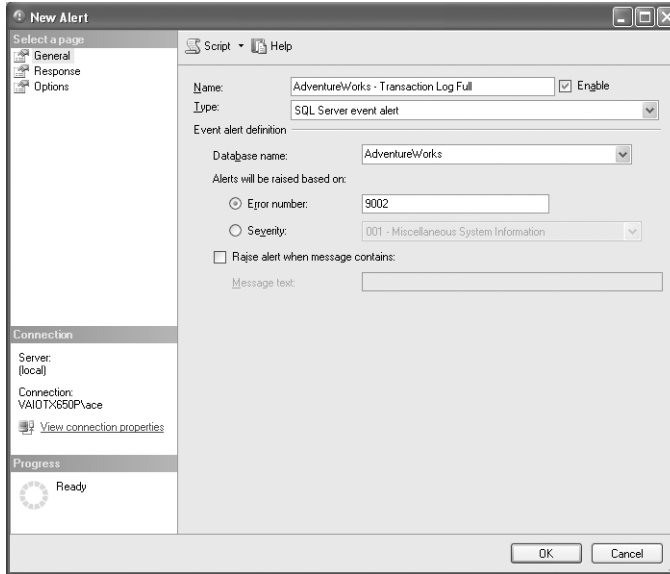 New Alert
Select a page
General
Response
Options
Script Help
Name: AdventureWorks - Transaction Log Full Enable
Type: SQL Server event alert
Event alert definition
Database name: AdventureWorks
Alerts will be raised based on:
Error number: 9002
Severity: 001 - Miscellaneous System Information
Raise alert when message contains:
Message text:
Connection
Server:
(local)
Connection:
VAIOTX650P\ace
View connection properties
Progress
Ready
OK Cancel